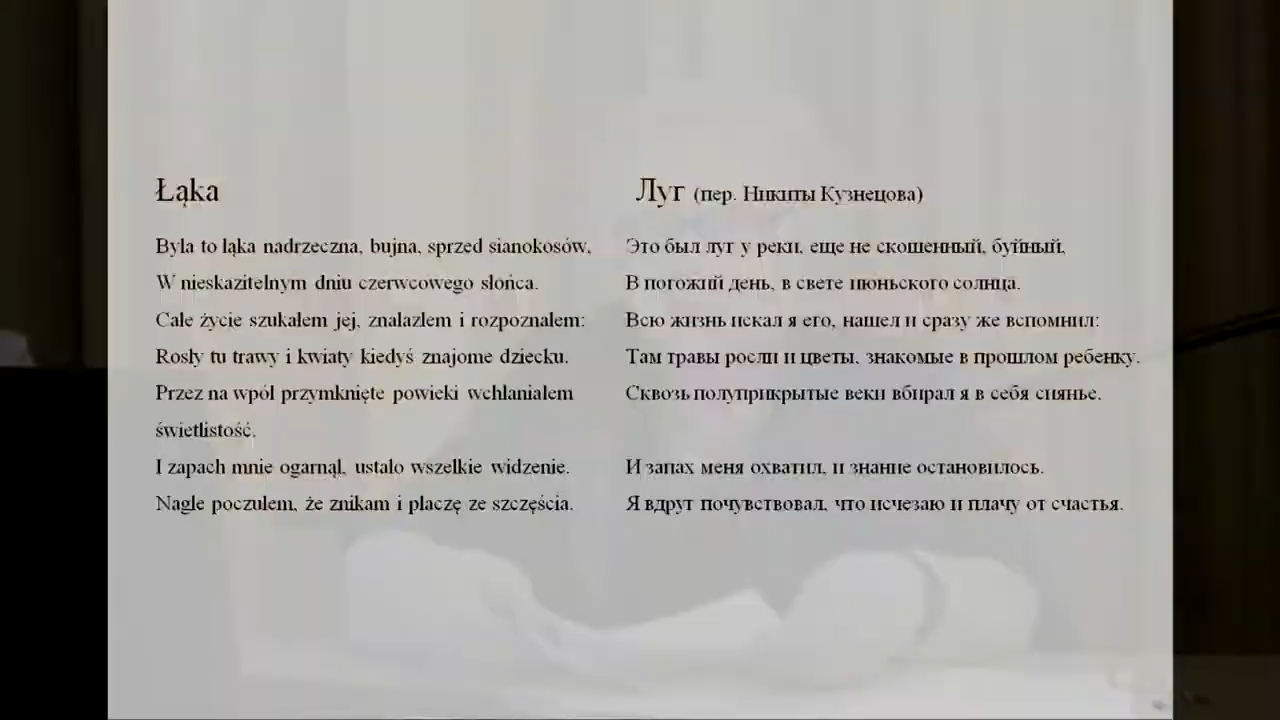 Łąka
Była to łąka nadrzeczna, bujna, sprzed sianokosów,
W nieskazitelnym dniu czerwcowego słońca.
Całe życie szukałem jej, znalazłem i rozpoznałem:
Rosły tu trawy i kwiaty kiedyś znajome dziecku.
Przez na wpół przymknięte powieki wchłaniałem
świetlistość.
I zapach mnie ogarnął, ustało wszelkie widzenie.
Nagle poczułem, że znikam i płaczę ze szczęścia.
Луг (пер. Никиты Кузнецова)
Это был луг у реки, еще не скошенный, буйный,
В погожий день, в свете июньского солнца.
Всю жизнь искал я его, нашел и сразу же вспомнил:
Там травы росли и цветы, знакомые в прошлом ребенку.
Сквозь полуприкрытые веки вбирал я в себя сиянье.
И запах меня охватил, и знание остановилось.
Я вдруг почувствовал, что исчезаю и плачу от счастья.